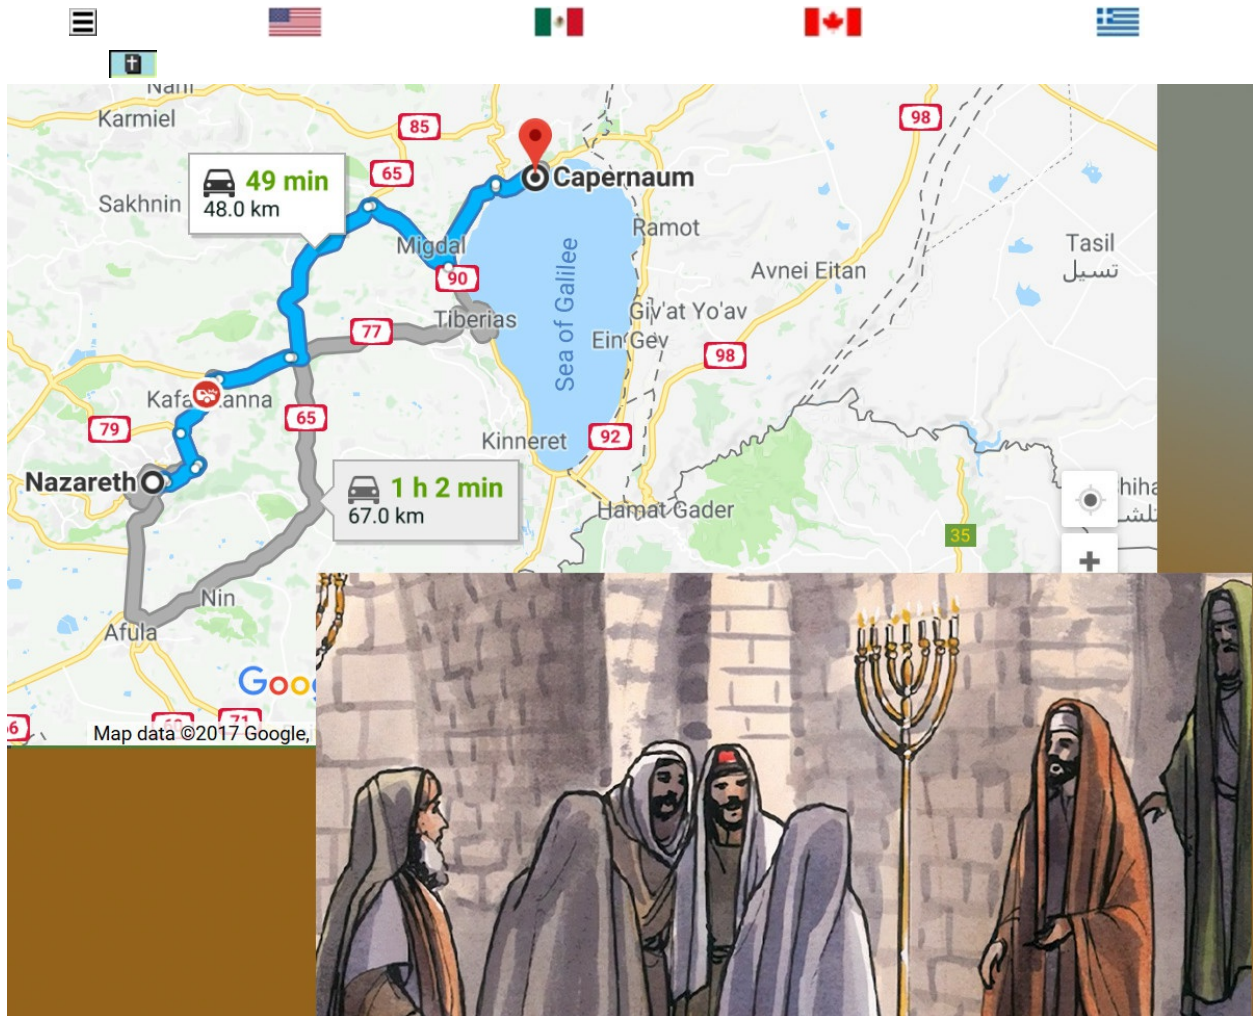 Karmiel
85
98
65
49 min
48.0 km
Capernaum
Sakhnin
Ramot
Migdal
Tasil
تسيل
Avnei Eitan
90
Sea of Galilee
Giv'at Yo'av
Tiberias
77
Ein Gev
98
79
65
Kinneret
92
Nazareth
1 h 2 min
67.0 km
Hamat Gader
35
Nin
Afula
71
Map data ©2017 Google,